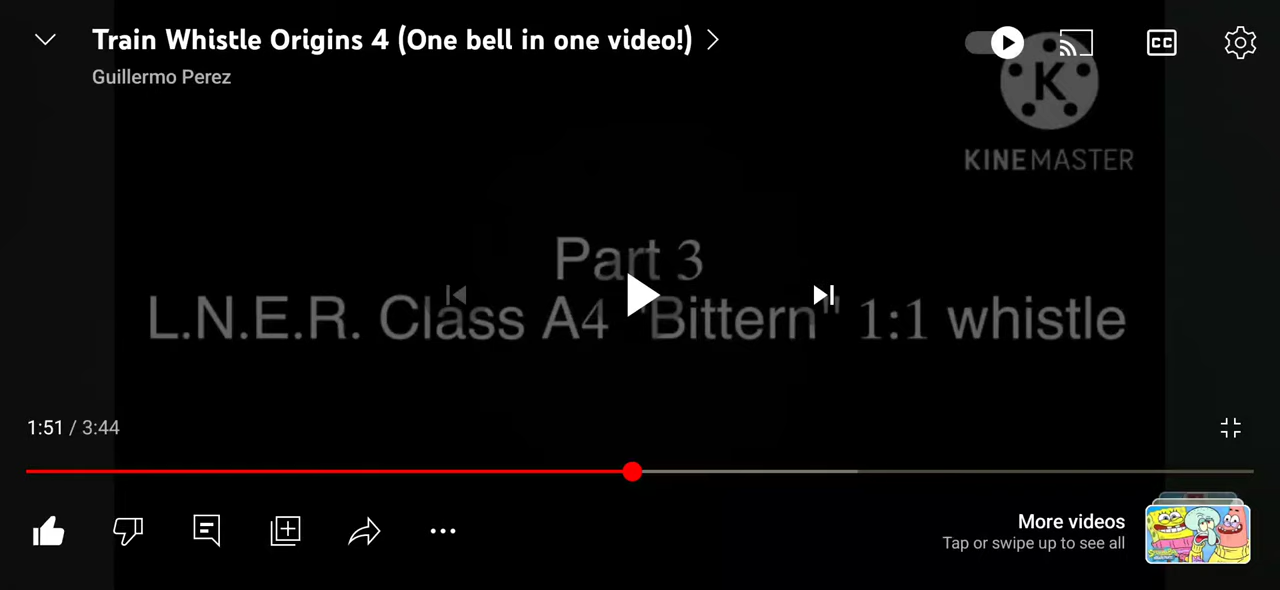 Train Whistle Origins 4 (One bell in one video!)
Guillermo Perez
CC
K
KINEMASTER
Part 3
L.N.E.R. Class A4 "Bittern" 1:1 whistle
1:51 / 3:44
More videos
Tap or swipe up to see all